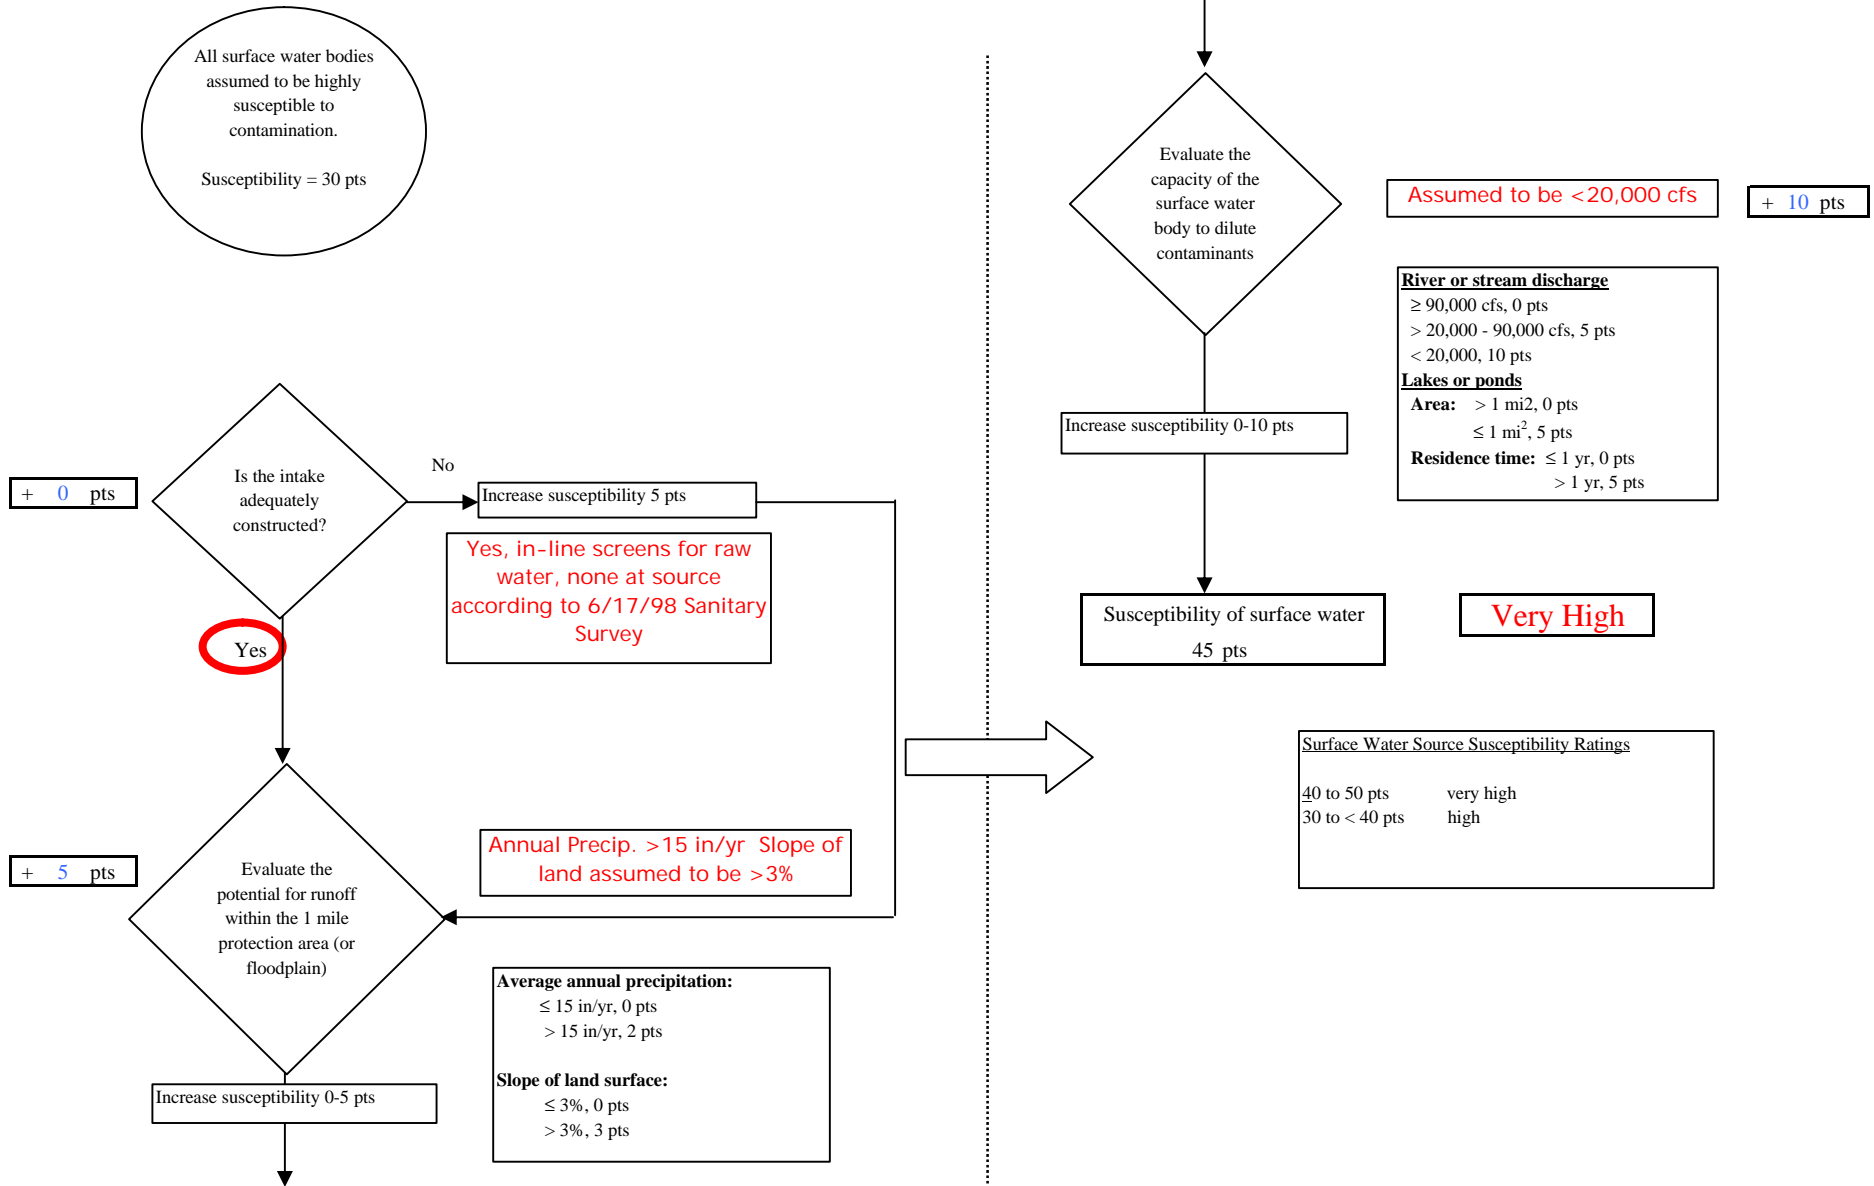 All surface water bodies
assumed to be highly
susceptible to
contamination.
Susceptibility = 30 pts
+ 0 pts
Is the intake
adequately
constructed?
No
Increase susceptibility 5 pts
Yes, in-line screens for raw
water, none at source
according to 6/17/98 Sanitary
Survey
Yes
+ 5 pts
Evaluate the
potential for runoff
within the 1 mile
protection area (or
floodplain)
Annual Precip. >15 in/yr Slope of
land assumed to be >3%
Average annual precipitation:
≤ 15 in/yr, 0 pts
> 15 in/yr, 2 pts
Slope of land surface:
≤ 3%, 0 pts
> 3%, 3 pts
Increase susceptibility 0-5 pts
Evaluate the
capacity of the
surface water
body to dilute
contaminants
Assumed to be <20,000 cfs
+ 10 pts
River or stream discharge
≥ 90,000 cfs, 0 pts
> 20,000 - 90,000 cfs, 5 pts
< 20,000, 10 pts
Lakes or ponds
Area: > 1 mi2, 0 pts
≤ 1 mi², 5 pts
Residence time: ≤ 1 yr, 0 pts
> 1 yr, 5 pts
Increase susceptibility 0-10 pts
Susceptibility of surface water
45 pts
Very High
Surface Water Source Susceptibility Ratings
40 to 50 pts very high
30 to < 40 pts high